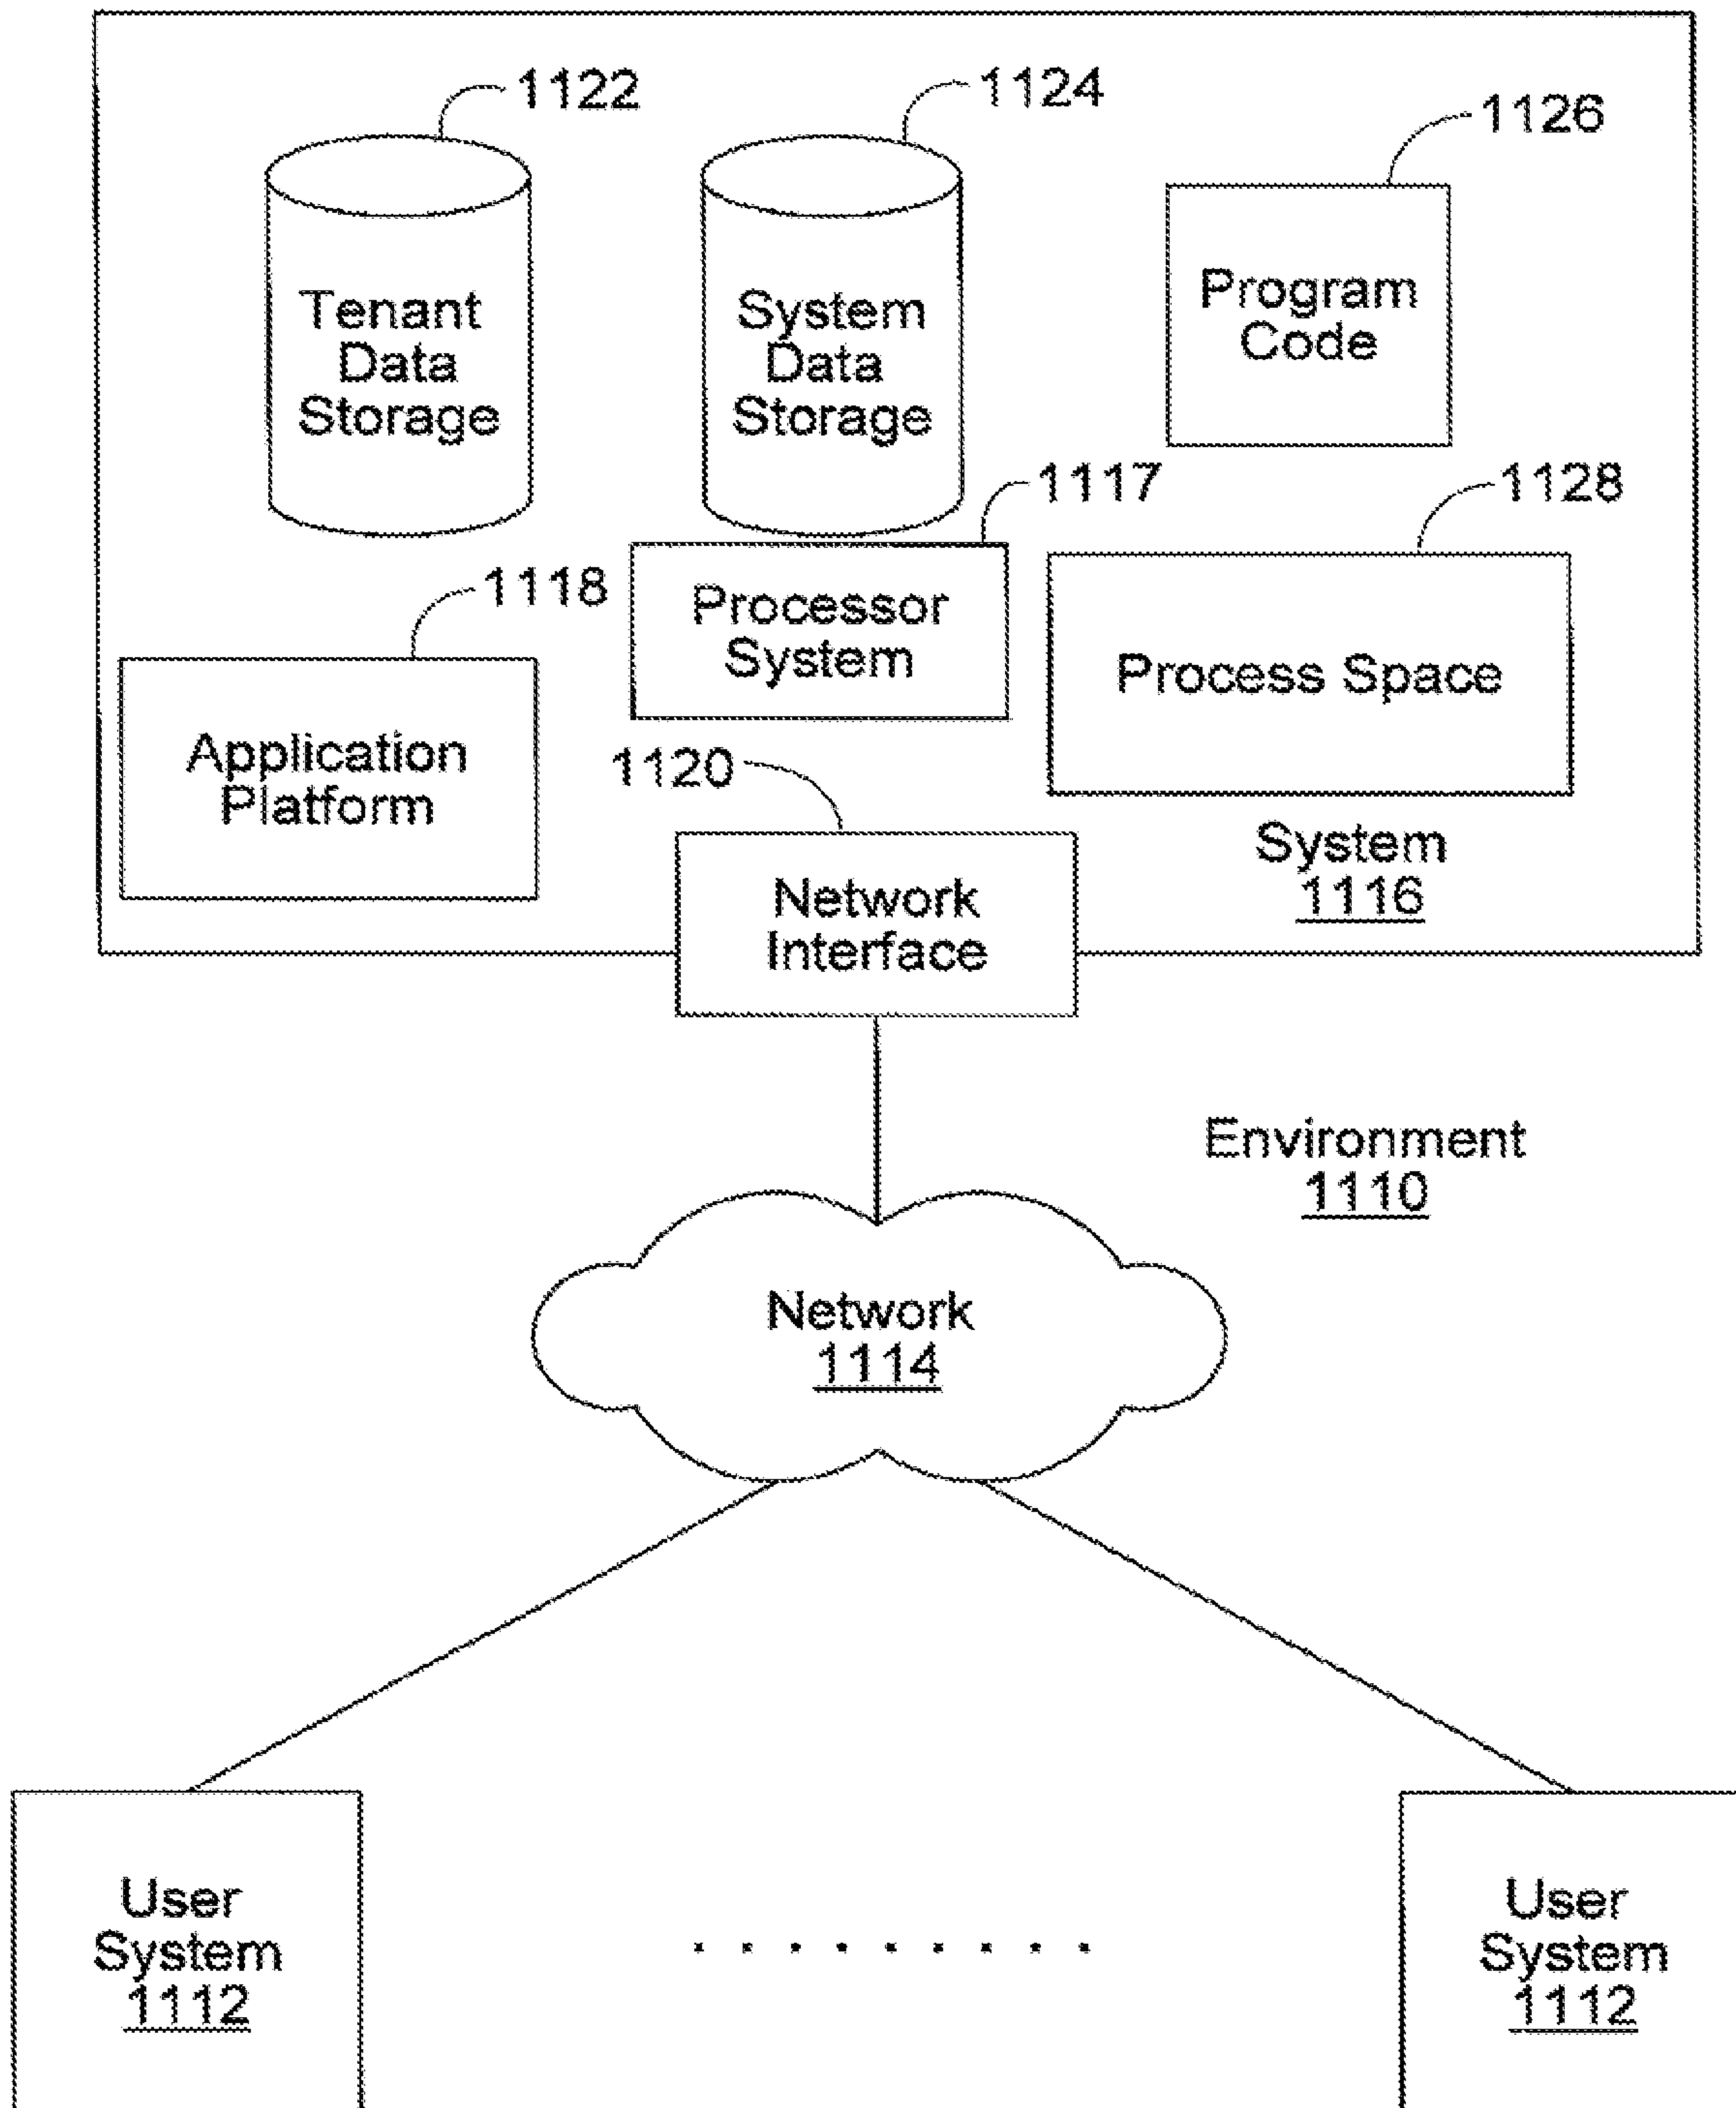 1122
1124
1126
Tenant
Data
Storage
System
Data
Storage
Program
Code
1117
1128
1118
Processor
System
Process Space
Application
Platform
1120
System
1116
Network
Interface
Environment
1110
Network
1114
User
System
1112
User
System
1112